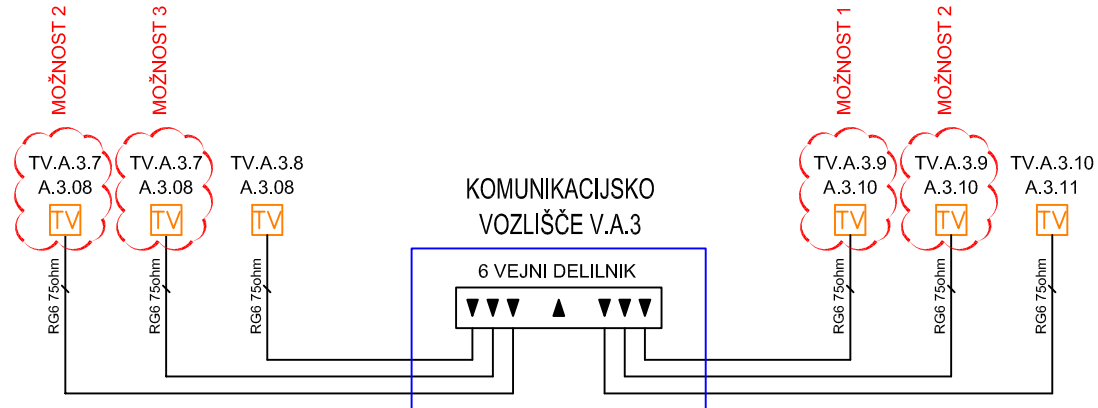 MOŽNOST 2
MOŽNOST 3
MOŽNOST 1
MOŽNOST 2
TV.A.3.7
A.3.08
TV
RG6 75ohm
TV.A.3.7
A.3.08
TV
RG6 75ohm
TV.A.3.8
A.3.08
TV
RG6 75ohm
KOMUNIKACIJSKO
VOZLIŠČE V.A.3
6 VEJNI DELILNIK
TV.A.3.9
A.3.10
TV
RG6 75ohm
TV.A.3.9
A.3.10
TV
RG6 75ohm
TV.A.3.10
A.3.11
TV
RG6 75ohm